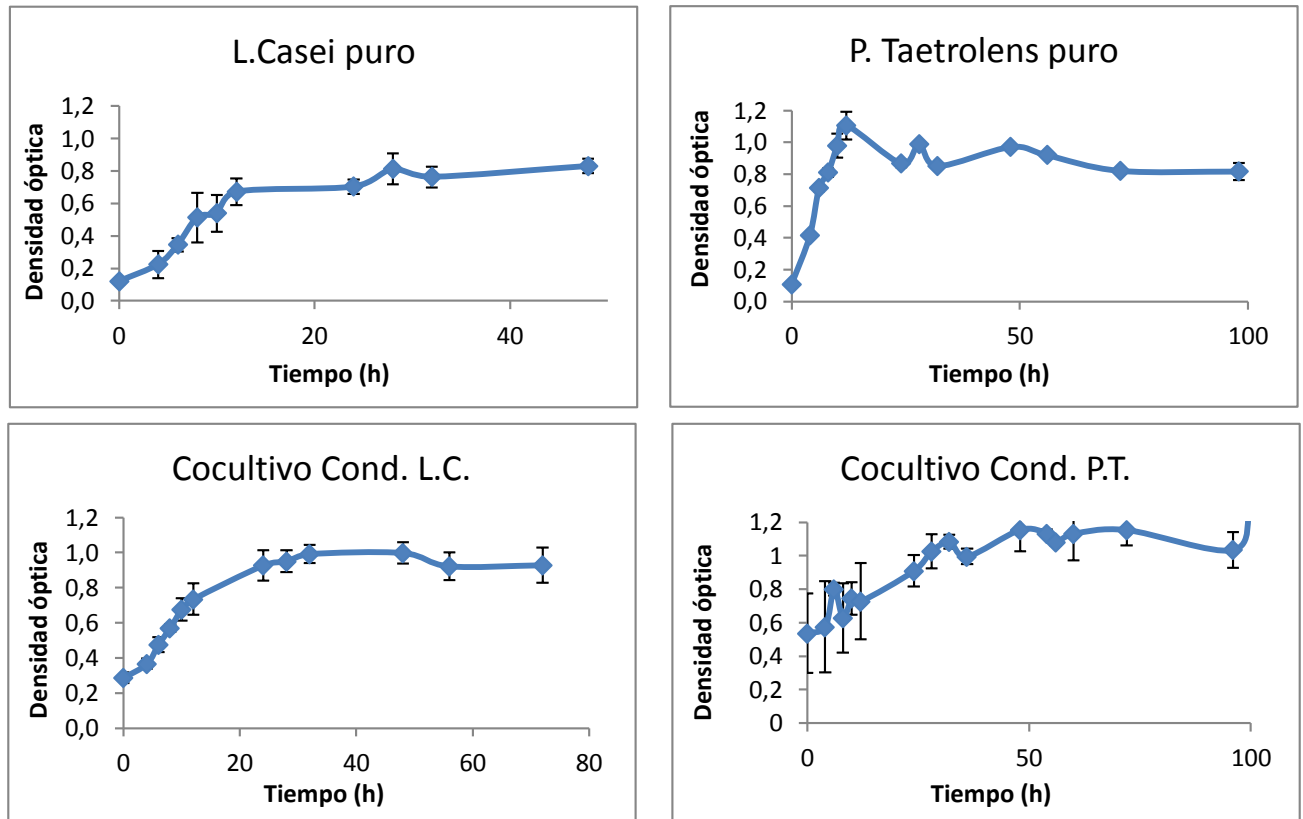 L.Casei puro
Densidad óptica
1,2
1,0
0,8
0,6
0,4
0,2
0,0
0 20 40
Tiempo (h)
P. Taetrolens puro
Densidad óptica
1,2
1,0
0,8
0,6
0,4
0,2
0,0
0 50 100
Tiempo (h)
Cocultivo Cond. L.C.
Densidad óptica
1,2
1,0
0,8
0,6
0,4
0,2
0,0
0 20 40 60 80
Tiempo (h)
Cocultivo Cond. P.T.
Densidad óptica
1,2
1
0,8
0,6
0,4
0,2
0
0 50 100
Tiempo (h)